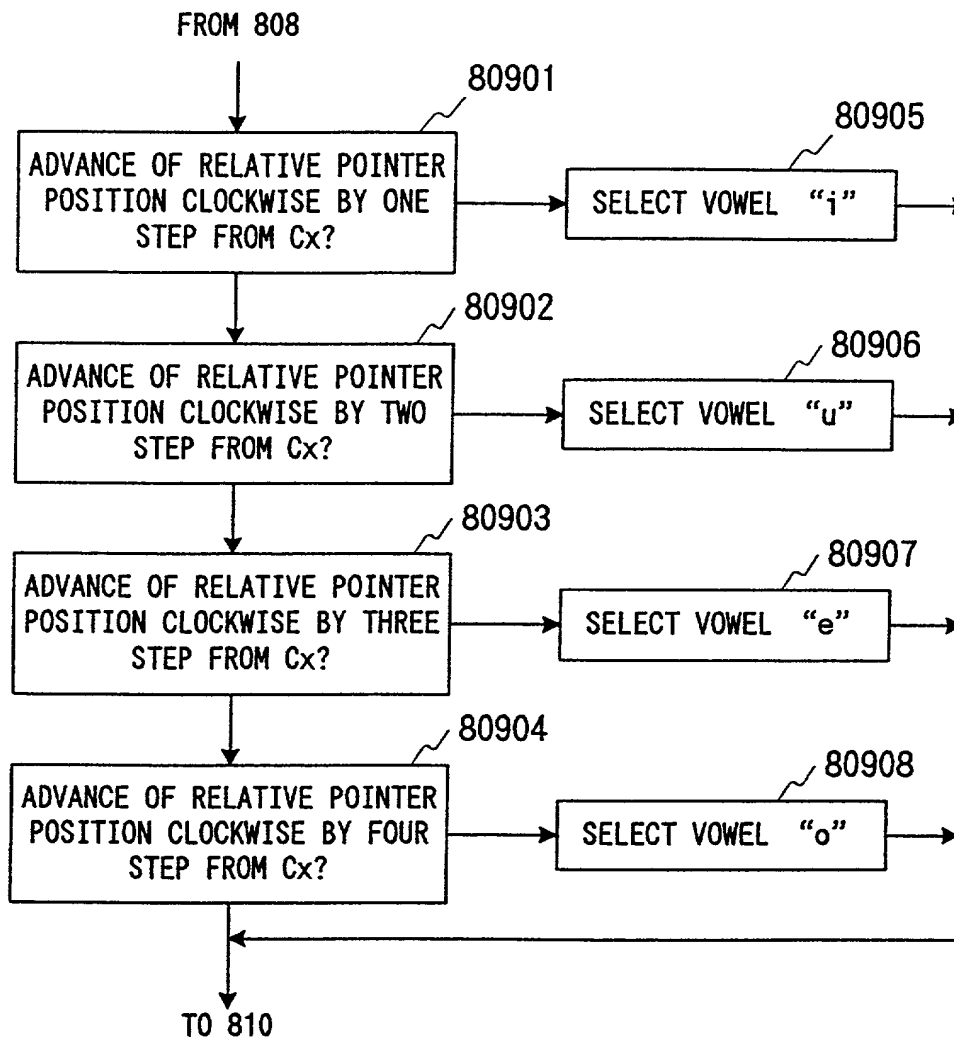 FROM 808
80901
ADVANCE OF RELATIVE POINTER
POSITION CLOCKWISE BY ONE
STEP FROM Cx?
80905
SELECT VOWEL “i”
80902
ADVANCE OF RELATIVE POINTER
POSITION CLOCKWISE BY TWO
STEP FROM Cx?
80906
SELECT VOWEL “u”
80903
ADVANCE OF RELATIVE POINTER
POSITION CLOCKWISE BY THREE
STEP FROM Cx?
80907
SELECT VOWEL “e”
80904
ADVANCE OF RELATIVE POINTER
POSITION CLOCKWISE BY FOUR
STEP FROM Cx?
80908
SELECT VOWEL “o”
TO 810